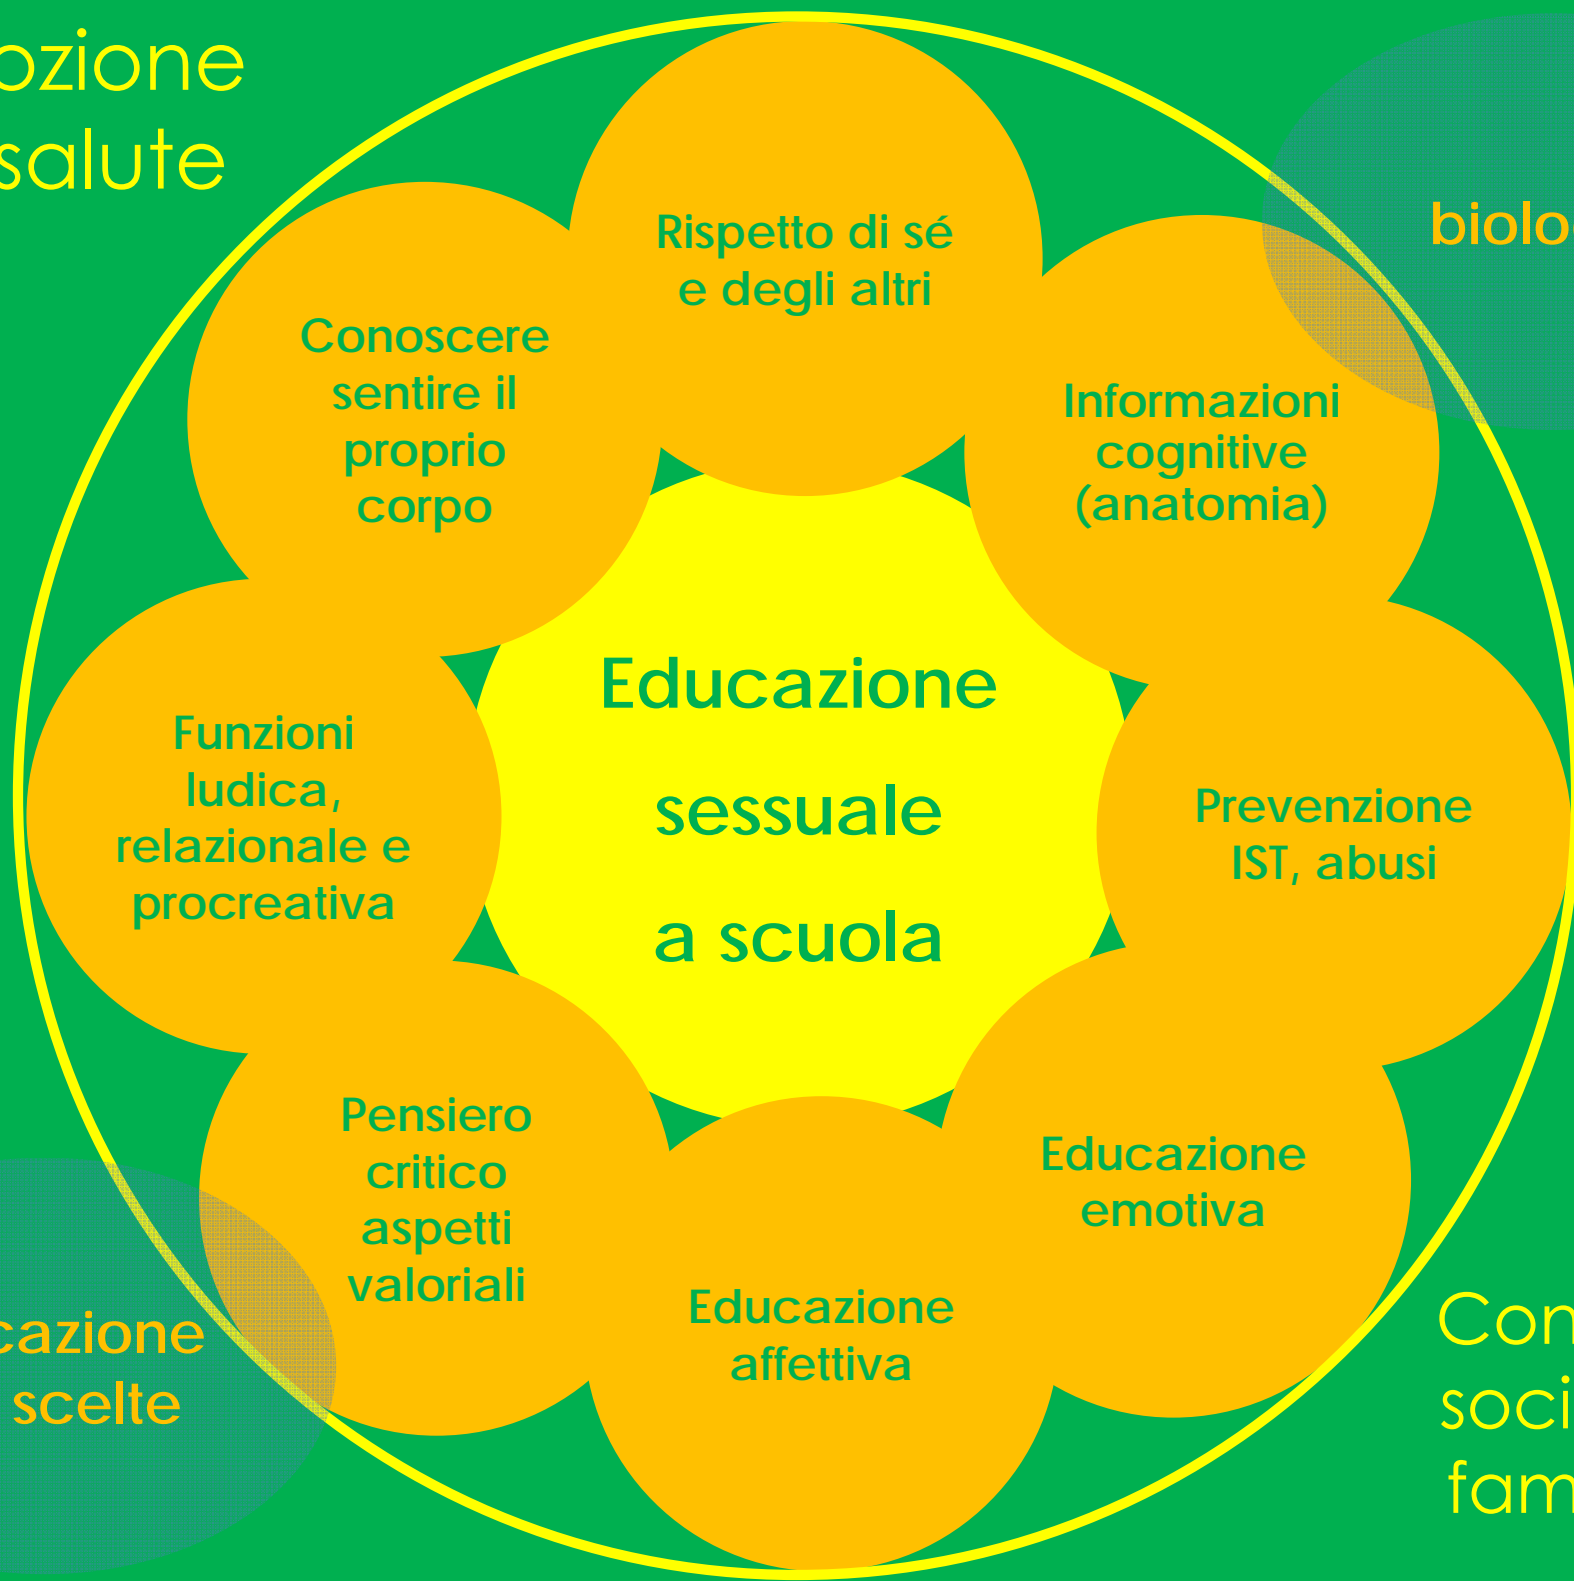 ozione
salute
biolo
Rispetto di sé
e degli altri
Conoscere
sentire il
proprio
corpo
Informazioni
cognitive
(anatomia)
Educazione
sessuale
a scuola
Funzioni
ludica,
relazionale e
procreativa
Prevenzione
IST, abusi
Pensiero
critico
aspetti
valoriali
Educazione
emotiva
Educazione
affettiva
cazione
scelte
Con
soci
fam